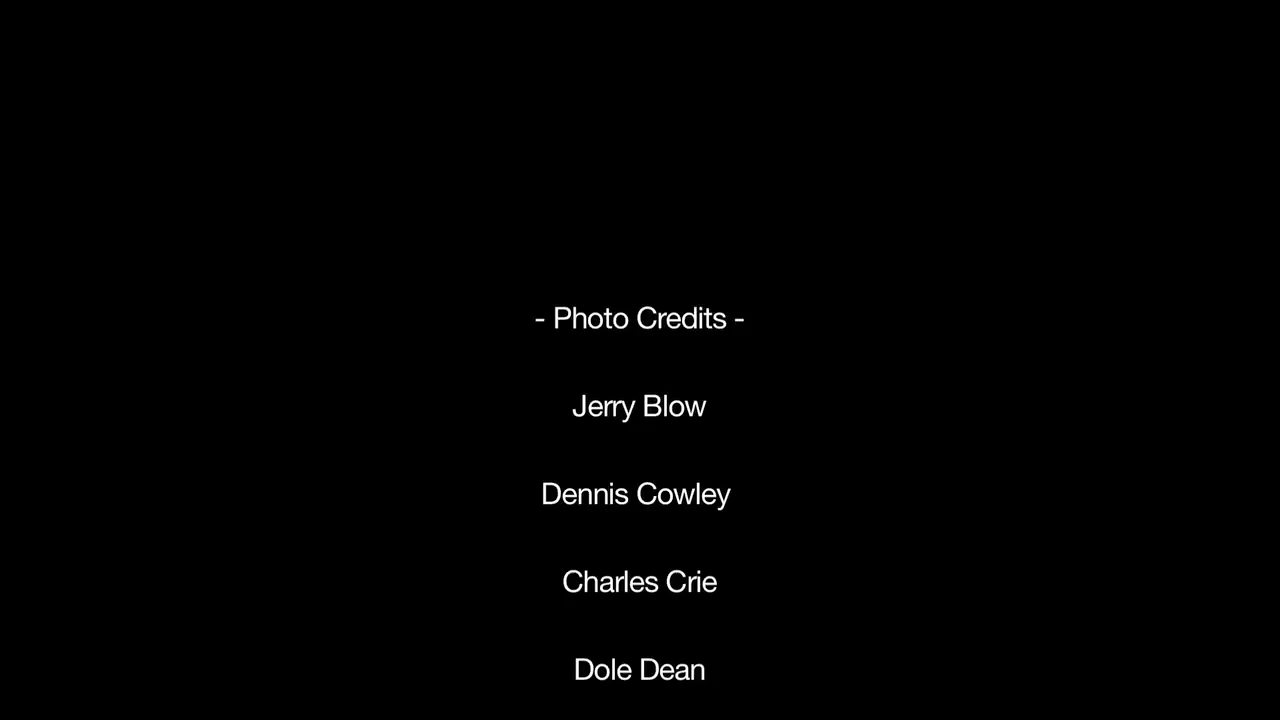 - Photo Credits -
Jerry Blow
Dennis Cowley
Charles Crie
Dole Dean